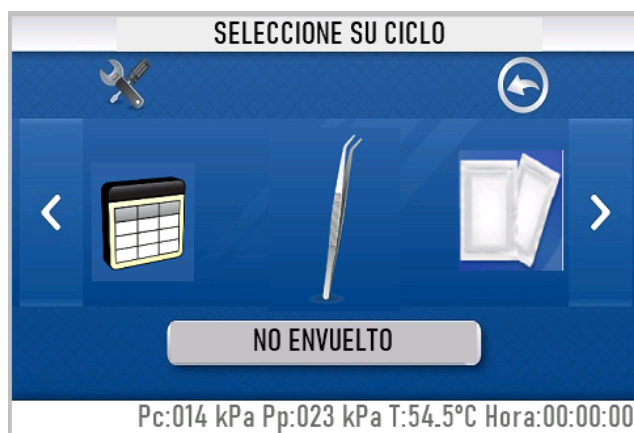 SELECCIONE SU CICLO
NO ENVUELTO
Pc:014 kPa Pp:023 kPa T:54.5°C Hora:00:00:00